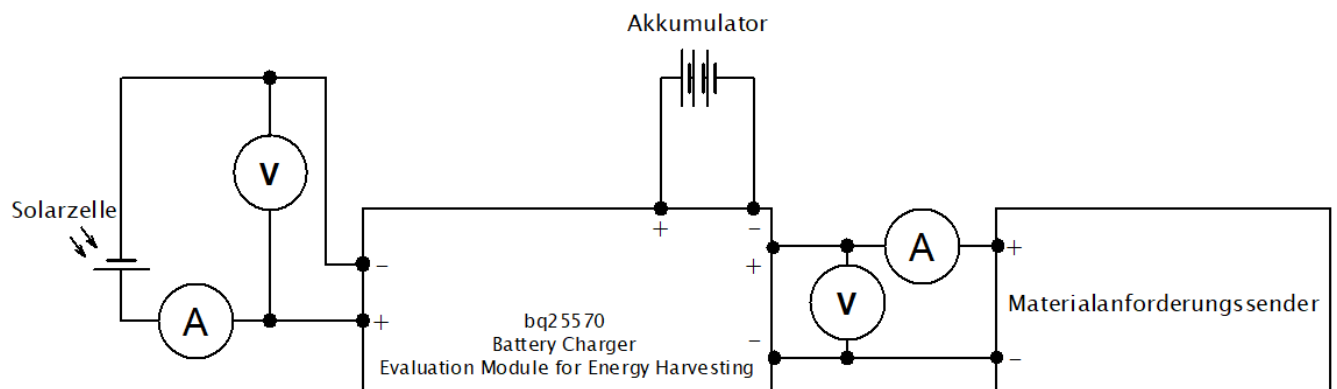 Akkumulator
Solarzelle
V
A
+
-
-
+
+
-
bq25570
Battery Charger
Evaluation Module for Energy Harvesting
V
A
+
-
Materialanforderungssender